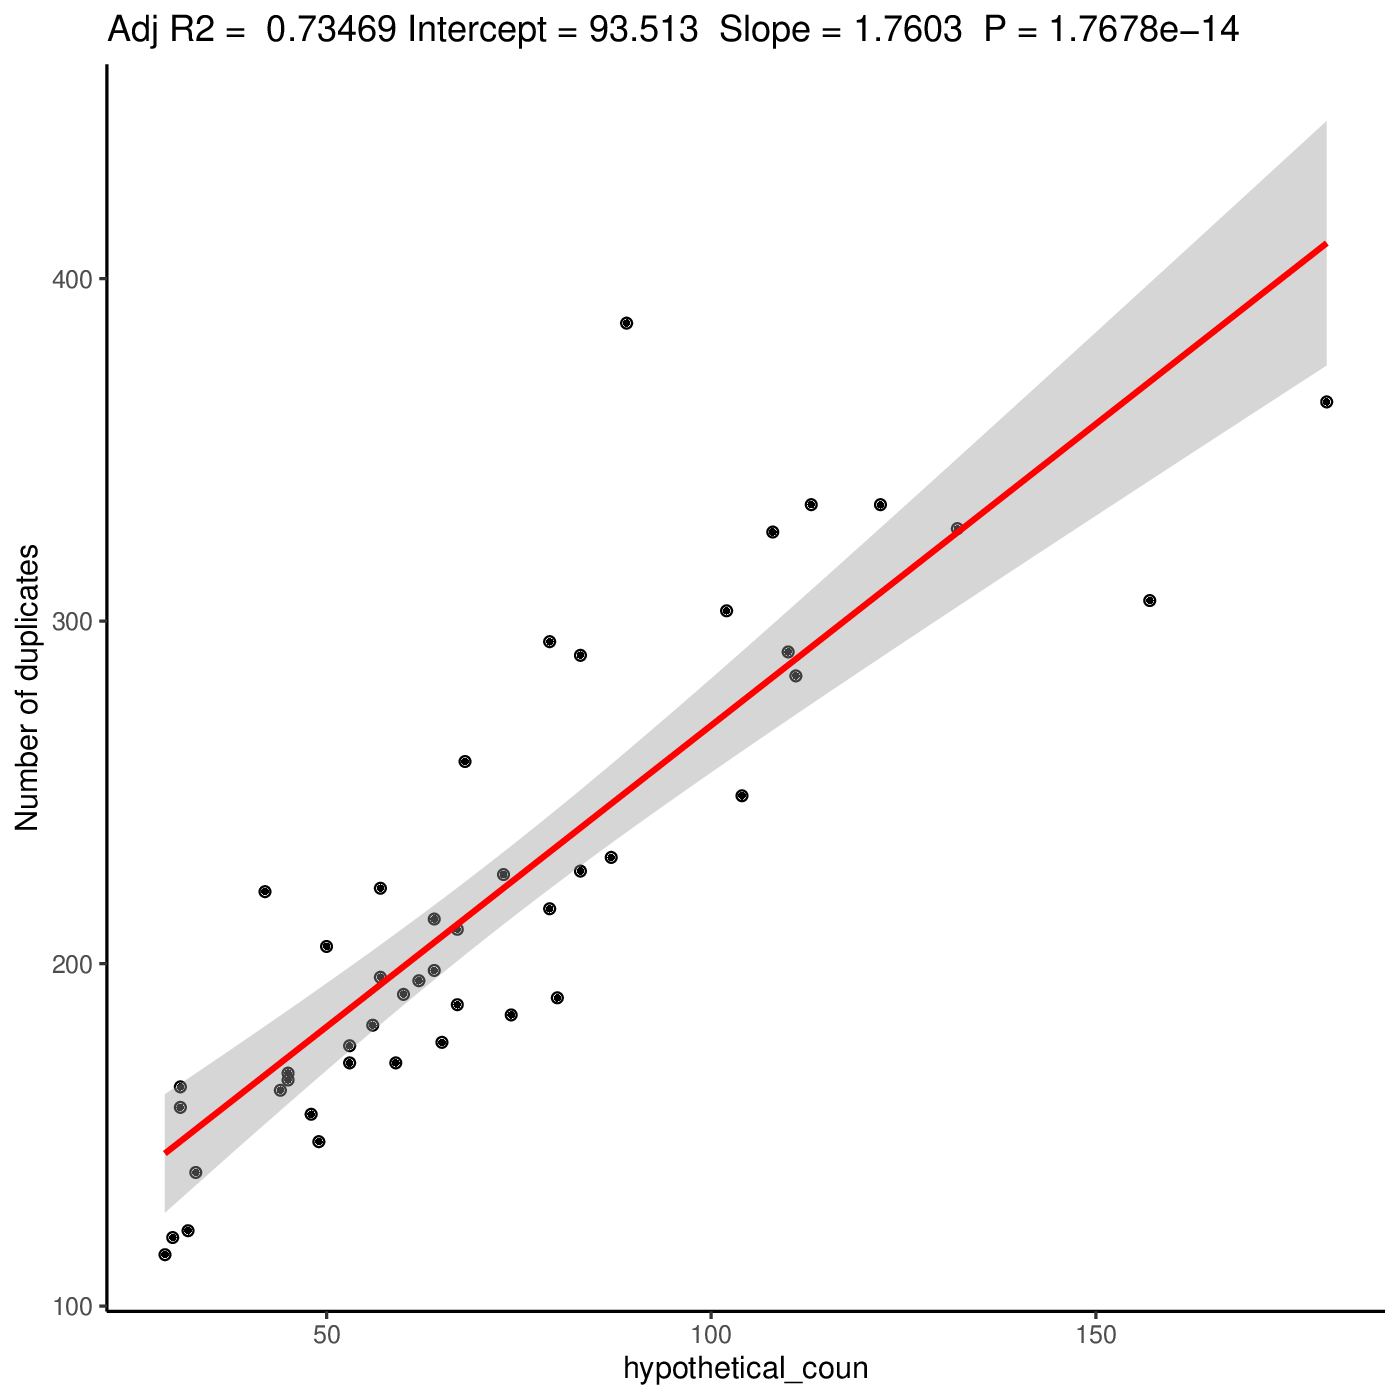 Adj R2 =  0.73469 Intercept = 93.513  Slope = 1.7603  P = 1.7678e−14
400
300
200
100
Number of duplicates
50
100
150
hypothetical_coun